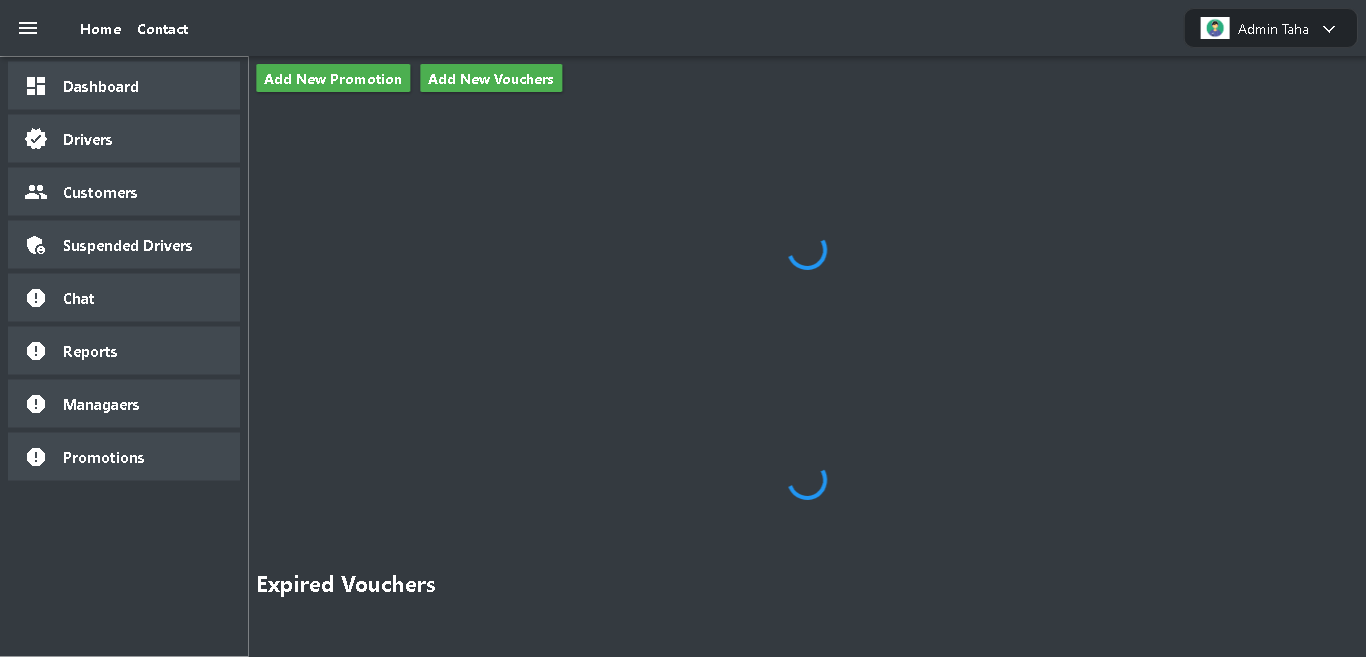 Home Contact
Admin Taha
Dashboard
Drivers
Customers
Suspended Drivers
Chat
Reports
Managaers
Promotions
Add New Promotion Add New Vouchers
Expired Vouchers